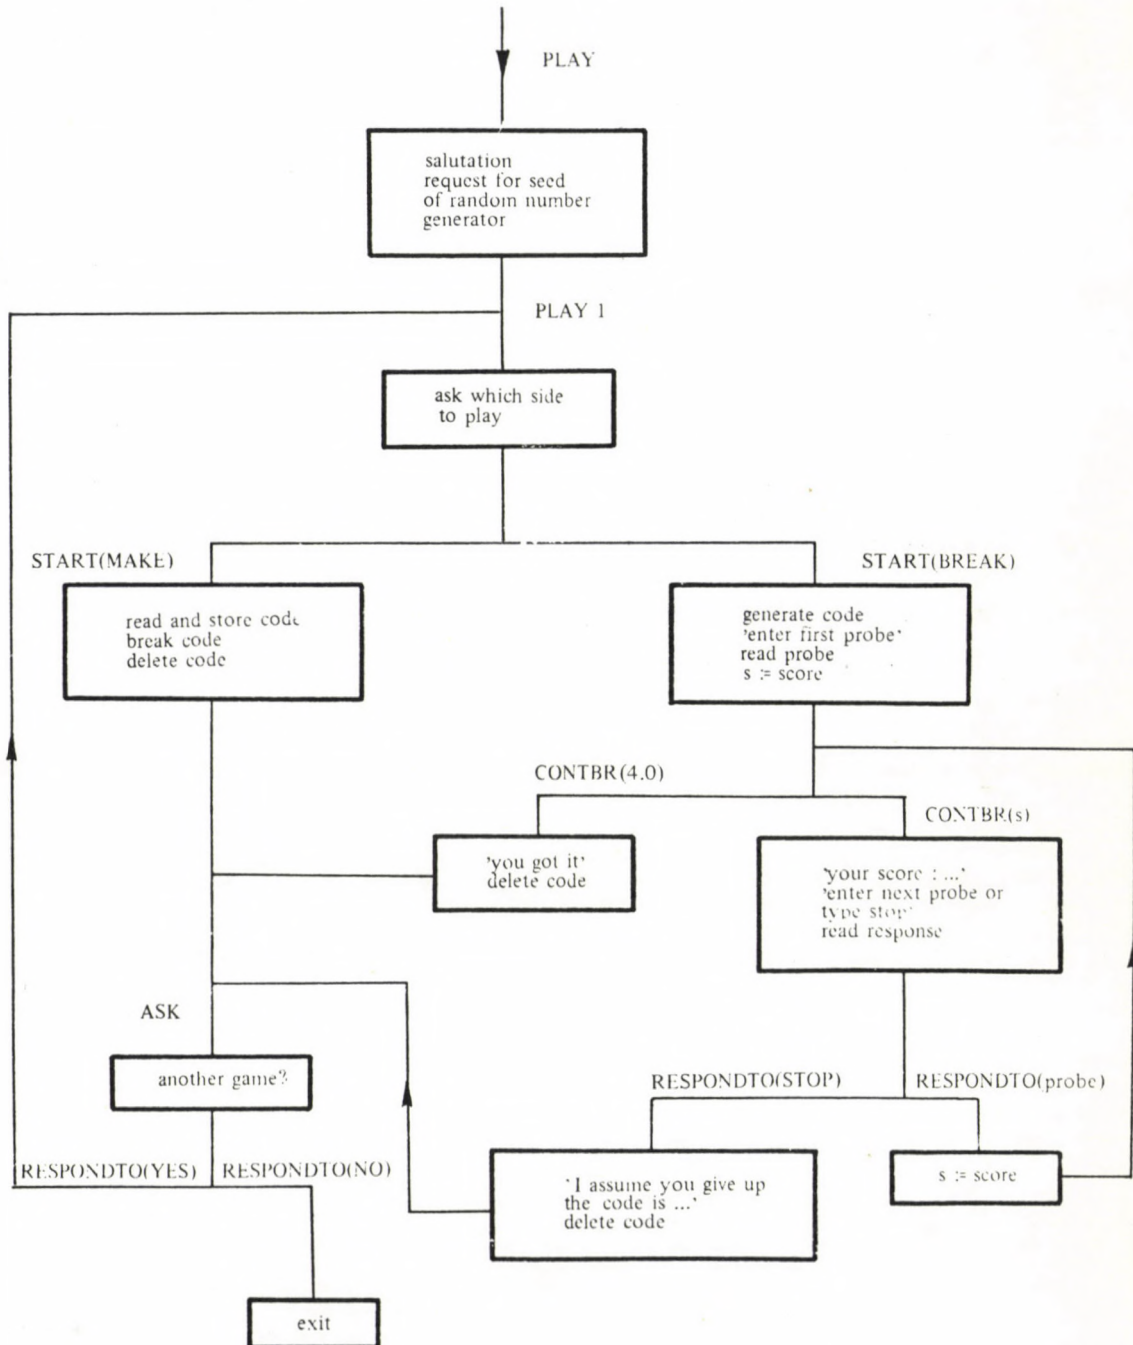 PLAY
salutation
request for seed
of random number
generator
PLAY 1
ask which side
to play
START(MAKE)
START(BREAK)
read and store code
break code
delete code
generate code
'enter first probe'
read probe
s := score
CONTBR(4.0)
CONTBR(s)
'you got it'
delete code
'your score : ...'
'enter next probe or
type stop'
read response
ASK
another game?
RESPONDTO(STOP)
RESPONDTO(probe)
RESPONDTO(YES)
RESPONDTO(NO)
'I assume you give up
the code is ...'
delete code
s := score
exit